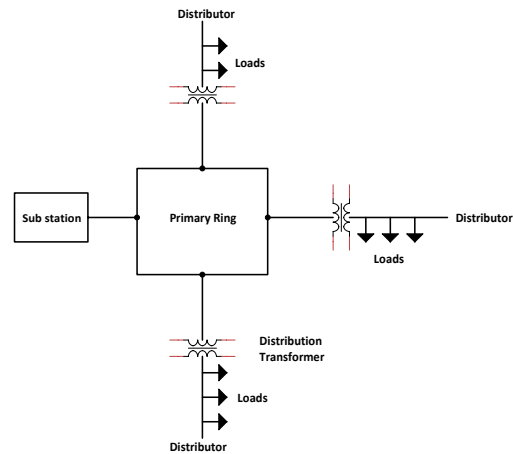 Distributor
Loads
Sub station
Primary Ring
Distributor
Loads
Distribution
Transformer
Loads
Distributor